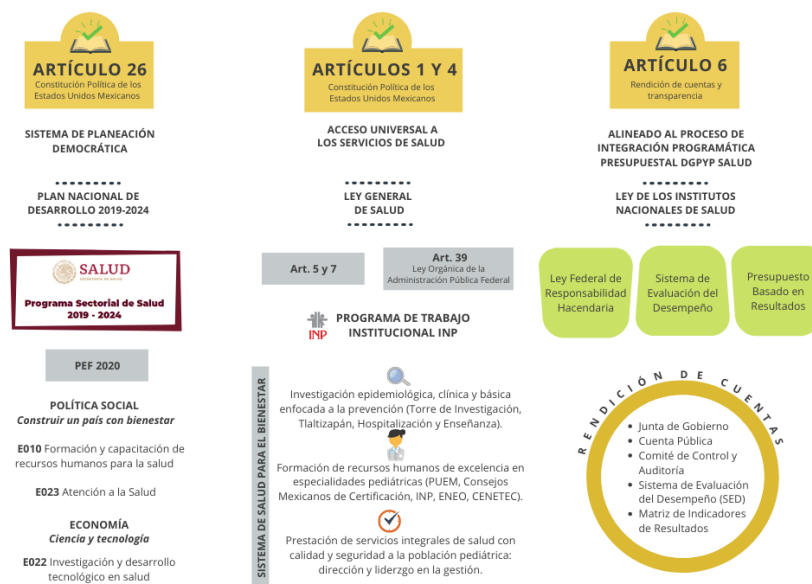 ARTÍCULO 26
Constitución Política de los
Estados Unidos Mexicanos
SISTEMA DE PLANEACIÓN
DEMOCRÁTICA
PLAN NACIONAL DE
DESARROLLO 2019-2024
SALUD
SECRETARÍA DE SALUD
Programa Sectorial de Salud
2019 - 2024
PEF 2020
POLÍTICA SOCIAL
Construir un país con bienestar
E010 Formación y capacitación de
recursos humanos para la salud
E023 Atención a la Salud
ECONOMÍA
Ciencia y tecnología
E022 Investigación y desarrollo
tecnológico en salud
ARTÍCULOS 1 Y 4
Constitución Política de los
Estados Unidos Mexicanos
ACCESO UNIVERSAL A
LOS SERVICIOS DE SALUD
LEY GENERAL
DE SALUD
Art. 5 y 7
Art. 39
Ley Orgánica de la
Administración Pública Federal
INP
PROGRAMA DE TRABAJO
INSTITUCIONAL INP
SISTEMA DE SALUD PARA EL BIENESTAR
Investigación epidemiológica, clínica y básica
enfocada a la prevención (Torre de Investigación,
Tlaltizapán, Hospitalización y Enseñanza).
Formación de recursos humanos de excelencia en
especialidades pediátricas (PUEM, Consejos
Mexicanos de Certificación, INP, ENEO, CENETEC).
Prestación de servicios integrales de salud con
calidad y seguridad a la población pediátrica:
dirección y liderzgo en la gestión.
ARTÍCULO 6
Rendición de cuentas y
transparencia
ALINEADO AL PROCESO DE
INTEGRACIÓN PROGRAMÁTICA
PRESUPUESTAL DGPYP SALUD
LEY DE LOS INSTITUTOS
NACIONALES DE SALUD
Ley Federal de
Responsabilidad
Hacendaria
Sistema de
Evaluación del
Desempeño
Presupuesto
Basado en
Resultados
RENDICIÓN DE CUENTAS
• Junta de Gobierno
• Cuenta Pública
• Comité de Control y
Auditoría
• Sistema de Evaluación
del Desempeño (SED)
• Matriz de Indicadores
de Resultados